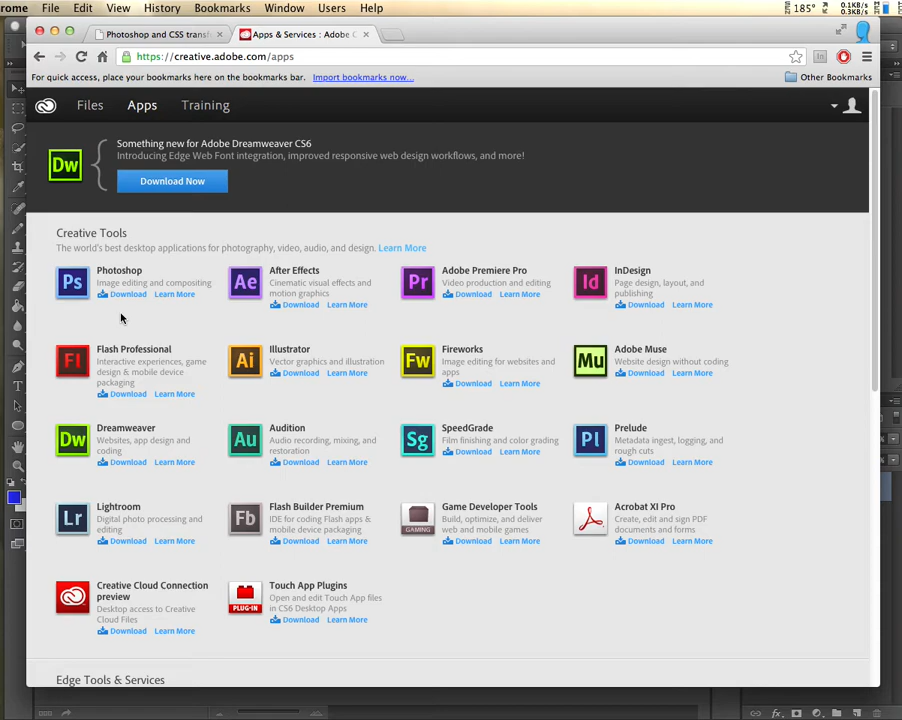 rome File Edit View History Bookmarks Window Users Help 185° 0.1KB/s 0.3KB/s
Photoshop and CSS transf × Apps & Services : Adobe C ×
https://creative.adobe.com/apps
For quick access, place your bookmarks here on the bookmarks bar. Import bookmarks now... Other Bookmarks
Files Apps Training
Something new for Adobe Dreamweaver CS6
Introducing Edge Web Font integration, improved responsive web design workflows, and more!
Dw
Download Now
Creative Tools
The world's best desktop applications for photography, video, audio, and design. Learn More
Ps
Photoshop
Image editing and compositing
Download Learn More
Ae
After Effects
Cinematic visual effects and
motion graphics
Download Learn More
Pr
Adobe Premiere Pro
Video production and editing
Download Learn More
Id
InDesign
Page design, layout, and
publishing
Download Learn More
Fl
Flash Professional
Interactive experiences, game
design & mobile device
packaging
Download Learn More
Ai
Illustrator
Vector graphics and illustration
Download Learn More
Fw
Fireworks
Image editing for websites and
apps
Download Learn More
Mu
Adobe Muse
Website design without coding
Download Learn More
Dw
Dreamweaver
Websites, app design and
coding
Download Learn More
Au
Audition
Audio recording, mixing, and
restoration
Download Learn More
Sg
SpeedGrade
Film finishing and color grading
Download Learn More
Pl
Prelude
Metadata ingest, logging, and
rough cuts
Download Learn More
Lr
Lightroom
Digital photo processing and
editing
Download Learn More
Fb
Flash Builder Premium
IDE for coding Flash apps &
mobile device packaging
Download Learn More
GAMING
Game Developer Tools
Build, optimize, and deliver
web and mobile games
Download Learn More
Acrobat XI Pro
Create, edit and sign PDF
documents and forms
Download Learn More
Creative Cloud Connection
preview
Desktop access to Creative
Cloud Files
Download Learn More
PLUG-IN
Touch App Plugins
Open and edit Touch App files
in CS6 Desktop Apps
Download Learn More
Edge Tools & Services
fx